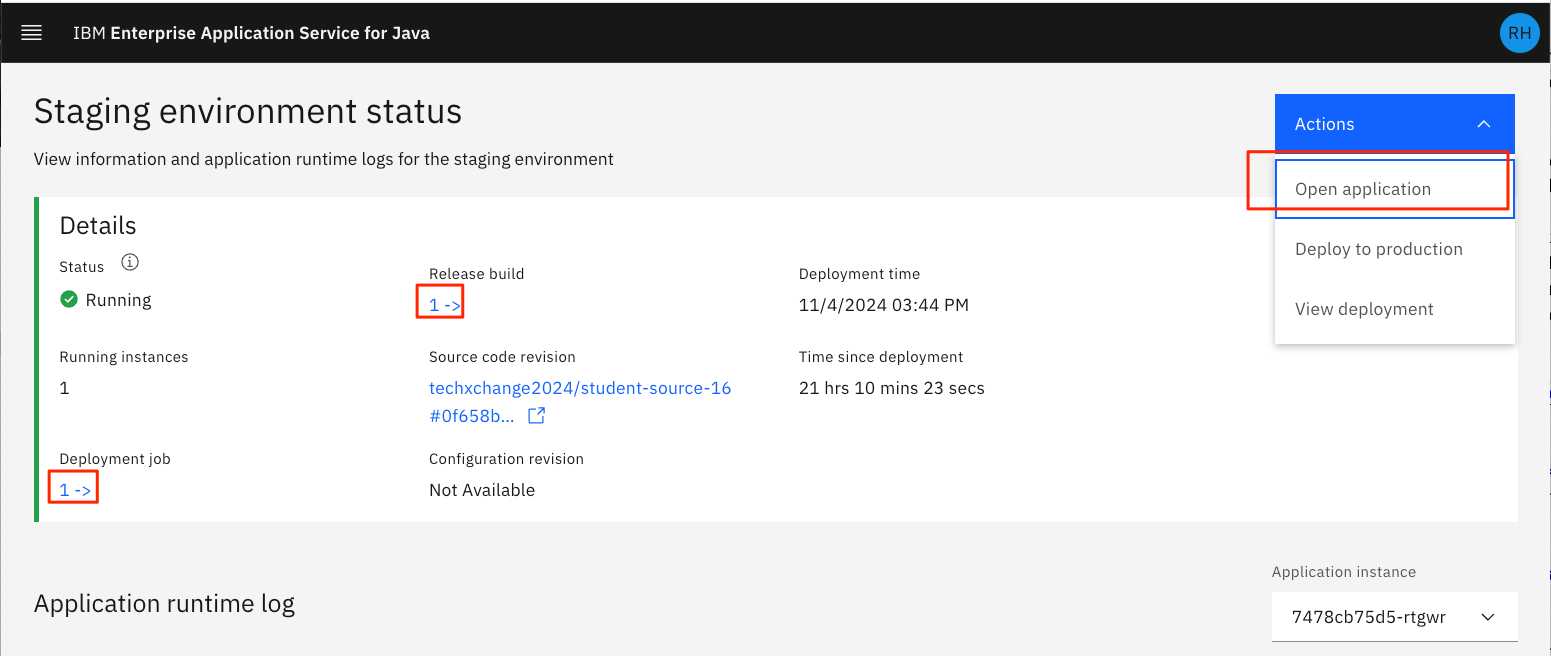 IBM Enterprise Application Service for Java
RH
Staging environment status
View information and application runtime logs for the staging environment
Actions
Open application
Deploy to production
View deployment
Details
Status
Running
Release build
1 ->
Deployment time
11/4/2024 03:44 PM
Running instances
1
Source code revision
techxchange2024/student-source-16
#0f658b...
Time since deployment
21 hrs 10 mins 23 secs
Deployment job
1 ->
Configuration revision
Not Available
Application runtime log
Application instance
7478cb75d5-rtgwr